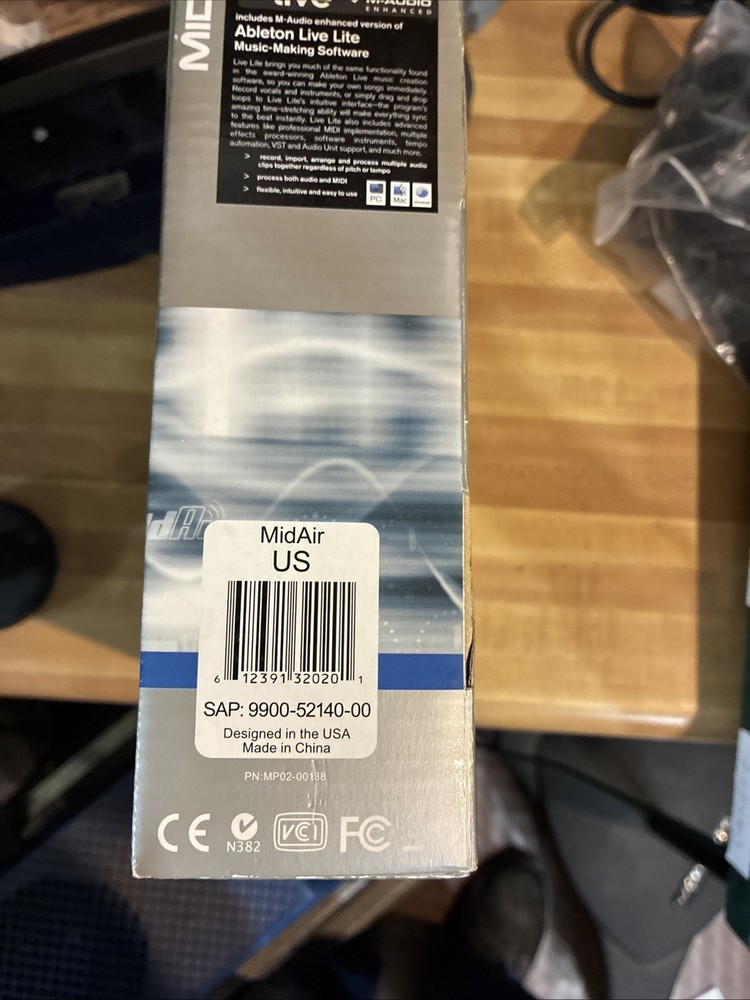 MID
live
M-AUDIO
ENHANCED
includes M-Audio enhanced version of
Ableton Live Lite
Music-Making Software
Live Lite brings you much of the same functionality found
in the award-winning Ableton Live music creation
software, so you can make your own songs immediately.
Record vocals and instruments, or simply drag and drop
loops to Live Lite's intuitive interface—the program's
amazing time-stretching ability will make everything sync
to the beat instantly. Live Lite also includes advanced
features like professional MIDI implementation, multiple
effects processors, software instruments, tempo
automation, VST and Audio Unit support, and much more.
> record, import, arrange and process multiple audio
clips together regardless of pitch or tempo
> process both audio and MIDI
> flexible, intuitive and easy to use
PC
Mac
MidAir
US
6 12391 32020 1
SAP: 9900-52140-00
Designed in the USA
Made in China
PN:MP02-00138
CE
N382
VCI
FC